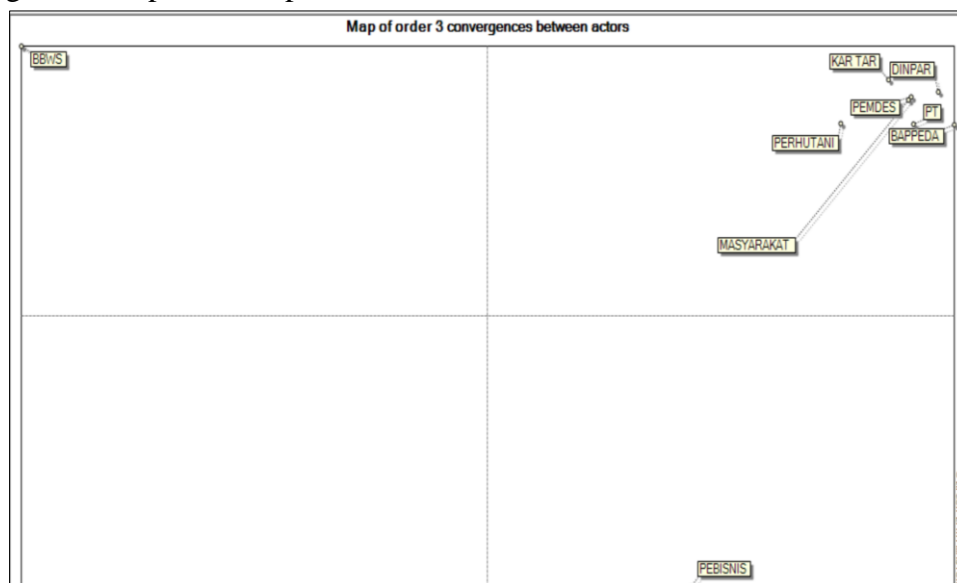 Map of order 3 convergences between actors
BBWS
KAR TAR
DINPAR
PEMDES
PT
BAPPEDA
PERHUTANI
MASYARAKAT
PEBISNIS